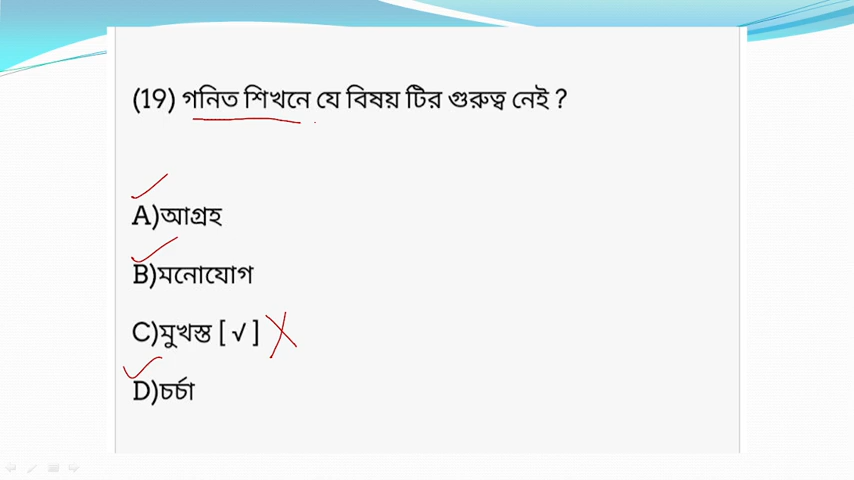 (19) গনিত শিখনে যে বিষয় টির গুরুত্ব নেই ?
A)আগ্রহ
B)মনোযোগ
C)মুখস্ত [ √ ]
D)চর্চা